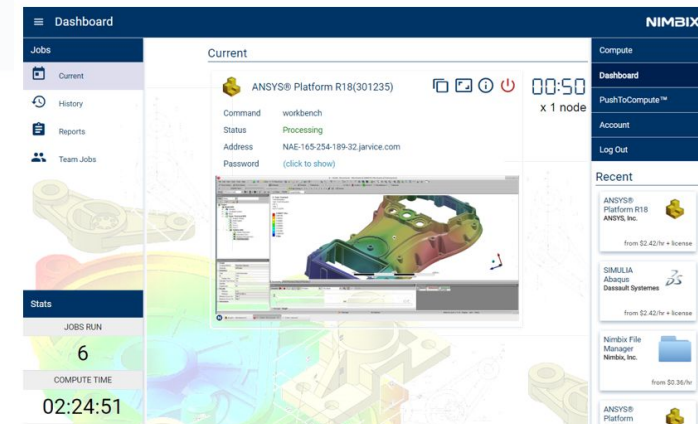 Dashboard
NIMBIX
Jobs
Current
History
Reports
Team Jobs
Stats
JOBS RUN
6
COMPUTE TIME
02:24:51
Current
ANSYS® Platform R18(301235)
00:50
x 1 node
Command workbench
Status Processing
Address NAE-165-254-189-32.jarvice.com
Password (click to show)
Compute
Dashboard
PushToCompute™
Account
Log Out
Recent
ANSYS®
Platform R18
ANSYS, Inc.
from $2.42/hr + license
SIMULIA
Abaqus
Dassault Systemes
from $2.42/hr + license
Nimbix File
Manager
Nimbix, Inc.
from $0.36/hr
ANSYS®
Platform